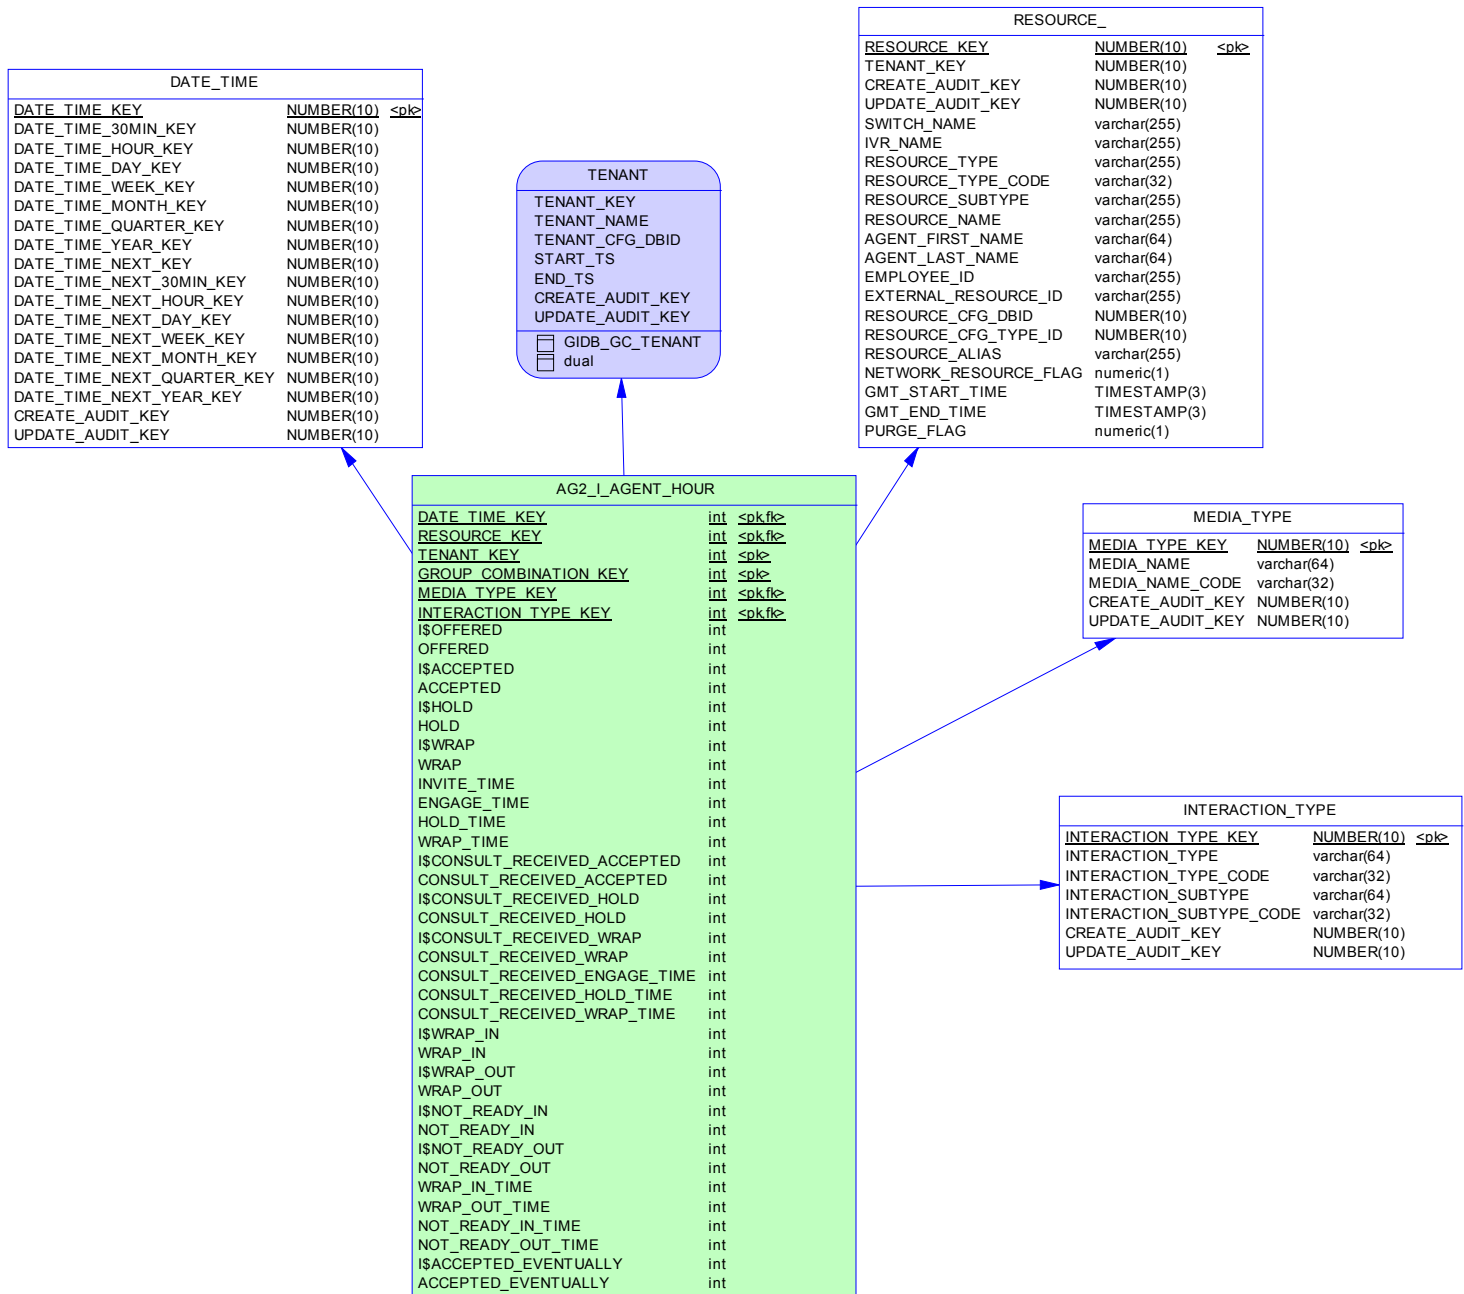 RESOURCE_
RESOURCE_KEY NUMBER(10) <pk>
TENANT_KEY NUMBER(10)
CREATE_AUDIT_KEY NUMBER(10)
UPDATE_AUDIT_KEY NUMBER(10)
SWITCH_NAME varchar(255)
IVR_NAME varchar(255)
RESOURCE_TYPE varchar(255)
RESOURCE_TYPE_CODE varchar(32)
RESOURCE_SUBTYPE varchar(255)
RESOURCE_NAME varchar(255)
AGENT_FIRST_NAME varchar(64)
AGENT_LAST_NAME varchar(64)
EMPLOYEE_ID varchar(255)
EXTERNAL_RESOURCE_ID varchar(255)
RESOURCE_CFG_DBID NUMBER(10)
RESOURCE_CFG_TYPE_ID NUMBER(10)
RESOURCE_ALIAS varchar(255)
NETWORK_RESOURCE_FLAG numeric(1)
GMT_START_TIME TIMESTAMP(3)
GMT_END_TIME TIMESTAMP(3)
PURGE_FLAG numeric(1)
DATE_TIME
DATE_TIME_KEY NUMBER(10) <pk>
DATE_TIME_30MIN_KEY NUMBER(10)
DATE_TIME_HOUR_KEY NUMBER(10)
DATE_TIME_DAY_KEY NUMBER(10)
DATE_TIME_WEEK_KEY NUMBER(10)
DATE_TIME_MONTH_KEY NUMBER(10)
DATE_TIME_QUARTER_KEY NUMBER(10)
DATE_TIME_YEAR_KEY NUMBER(10)
DATE_TIME_NEXT_KEY NUMBER(10)
DATE_TIME_NEXT_30MIN_KEY NUMBER(10)
DATE_TIME_NEXT_HOUR_KEY NUMBER(10)
DATE_TIME_NEXT_DAY_KEY NUMBER(10)
DATE_TIME_NEXT_WEEK_KEY NUMBER(10)
DATE_TIME_NEXT_MONTH_KEY NUMBER(10)
DATE_TIME_NEXT_QUARTER_KEY NUMBER(10)
DATE_TIME_NEXT_YEAR_KEY NUMBER(10)
CREATE_AUDIT_KEY NUMBER(10)
UPDATE_AUDIT_KEY NUMBER(10)
TENANT
TENANT_KEY
TENANT_NAME
TENANT_CFG_DBID
START_TS
END_TS
CREATE_AUDIT_KEY
UPDATE_AUDIT_KEY
GIDB_GC_TENANT
dual
AG2_I_AGENT_HOUR
DATE_TIME_KEY int <pk,fk>
RESOURCE_KEY int <pk,fk>
TENANT_KEY int <pk>
GROUP_COMBINATION_KEY int <pk>
MEDIA_TYPE_KEY int <pk,fk>
INTERACTION_TYPE_KEY int <pk,fk>
I$OFFERED int
OFFERED int
I$ACCEPTED int
ACCEPTED int
I$HOLD int
HOLD int
I$WRAP int
WRAP int
INVITE_TIME int
ENGAGE_TIME int
HOLD_TIME int
WRAP_TIME int
I$CONSULT_RECEIVED_ACCEPTED int
CONSULT_RECEIVED_ACCEPTED int
I$CONSULT_RECEIVED_HOLD int
CONSULT_RECEIVED_HOLD int
I$CONSULT_RECEIVED_WRAP int
CONSULT_RECEIVED_WRAP int
CONSULT_RECEIVED_ENGAGE_TIME int
CONSULT_RECEIVED_HOLD_TIME int
CONSULT_RECEIVED_WRAP_TIME int
I$WRAP_IN int
WRAP_IN int
I$WRAP_OUT int
WRAP_OUT int
I$NOT_READY_IN int
NOT_READY_IN int
I$NOT_READY_OUT int
NOT_READY_OUT int
WRAP_IN_TIME int
WRAP_OUT_TIME int
NOT_READY_IN_TIME int
NOT_READY_OUT_TIME int
I$ACCEPTED_EVENTUALLY int
ACCEPTED_EVENTUALLY int
MEDIA_TYPE
MEDIA_TYPE_KEY NUMBER(10) <pk>
MEDIA_NAME varchar(64)
MEDIA_NAME_CODE varchar(32)
CREATE_AUDIT_KEY NUMBER(10)
UPDATE_AUDIT_KEY NUMBER(10)
INTERACTION_TYPE
INTERACTION_TYPE_KEY NUMBER(10) <pk>
INTERACTION_TYPE varchar(64)
INTERACTION_TYPE_CODE varchar(32)
INTERACTION_SUBTYPE varchar(64)
INTERACTION_SUBTYPE_CODE varchar(32)
CREATE_AUDIT_KEY NUMBER(10)
UPDATE_AUDIT_KEY NUMBER(10)